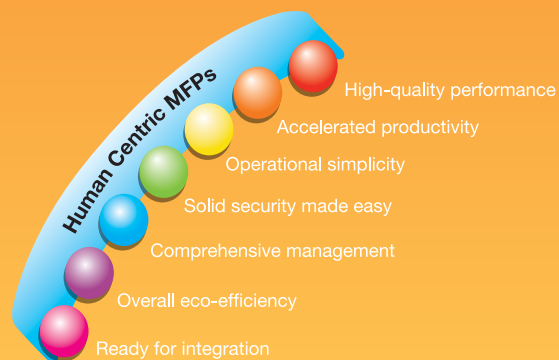 Human Centric MFPs
High-quality performance
Accelerated productivity
Operational simplicity
Solid security made easy
Comprehensive management
Overall eco-efficiency
Ready for integration